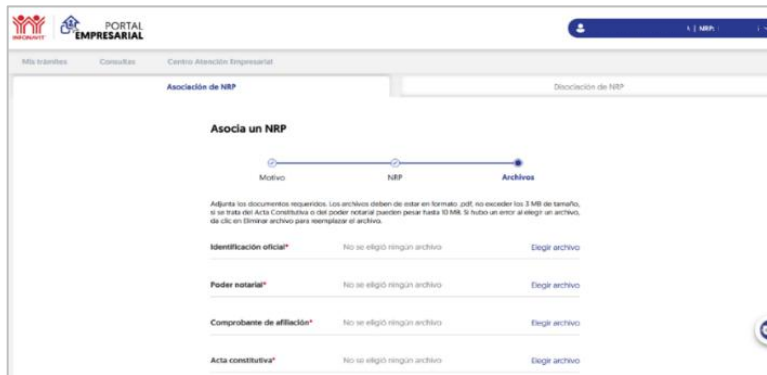 INFONAVIT
PORTAL
EMPRESARIAL
| NRP:
Mis trámites Consultas Centro Atención Empresarial
Asociación de NRP Disociación de NRP
Asocia un NRP
Motivo NRP Archivos
Adjunta los documentos requeridos. Los archivos deben de estar en formato .pdf, no exceder los 3 MB de tamaño,
si se trata del Acta Constitutiva o del poder notarial pueden pesar hasta 10 MB. Si hubo un error al elegir un archivo,
da clic en Eliminar archivo para reemplazar el archivo.
Identificación oficial* No se eligió ningún archivo Elegir archivo
Poder notarial* No se eligió ningún archivo Elegir archivo
Comprobante de afiliación* No se eligió ningún archivo Elegir archivo
Acta constitutiva* No se eligió ningún archivo Elegir archivo